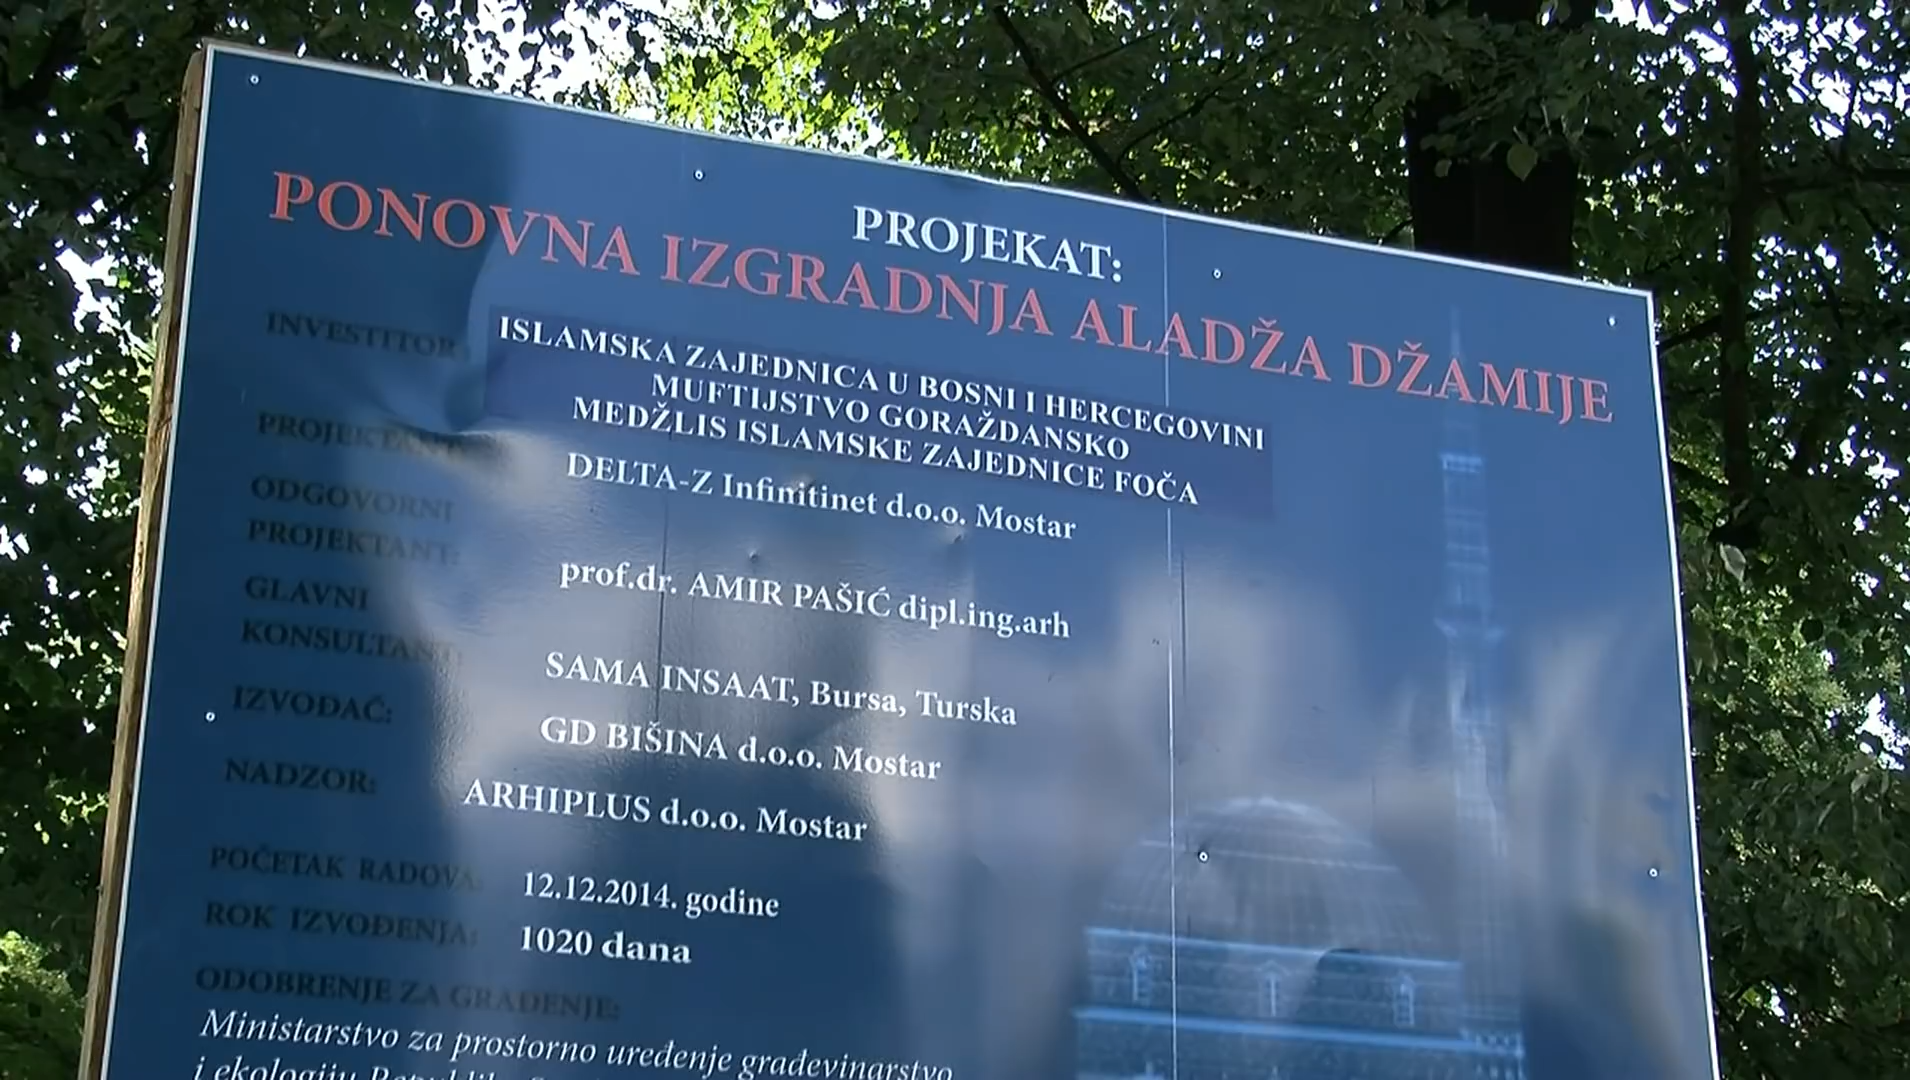 PROJEKAT:
PONOVNA IZGRADNJA ALADŽA DŽAMIJE
INVESTITOR: ISLAMSKA ZAJEDNICA U BOSNI I HERCEGOVINI
MUFTIJSTVO GORAŽDANSKO
MEDŽLIS ISLAMSKE ZAJEDNICE FOČA
PROJEKTANT: DELTA-Z Infinitinet d.o.o. Mostar
ODGOVORNI
PROJEKTANT: prof.dr. AMIR PAŠIĆ dipl.ing.arh
GLAVNI
KONSULTANT: SAMA INSAAT, Bursa, Turska
IZVOĐAČ: GD BIŠINA d.o.o. Mostar
NADZOR: ARHIPLUS d.o.o. Mostar
POČETAK RADOVA: 12.12.2014. godine
ROK IZVOĐENJA: 1020 dana
ODOBRENJE ZA GRAĐENJE:
Ministarstvo za prostorno uređenje građevinarstvo
i ekologiju